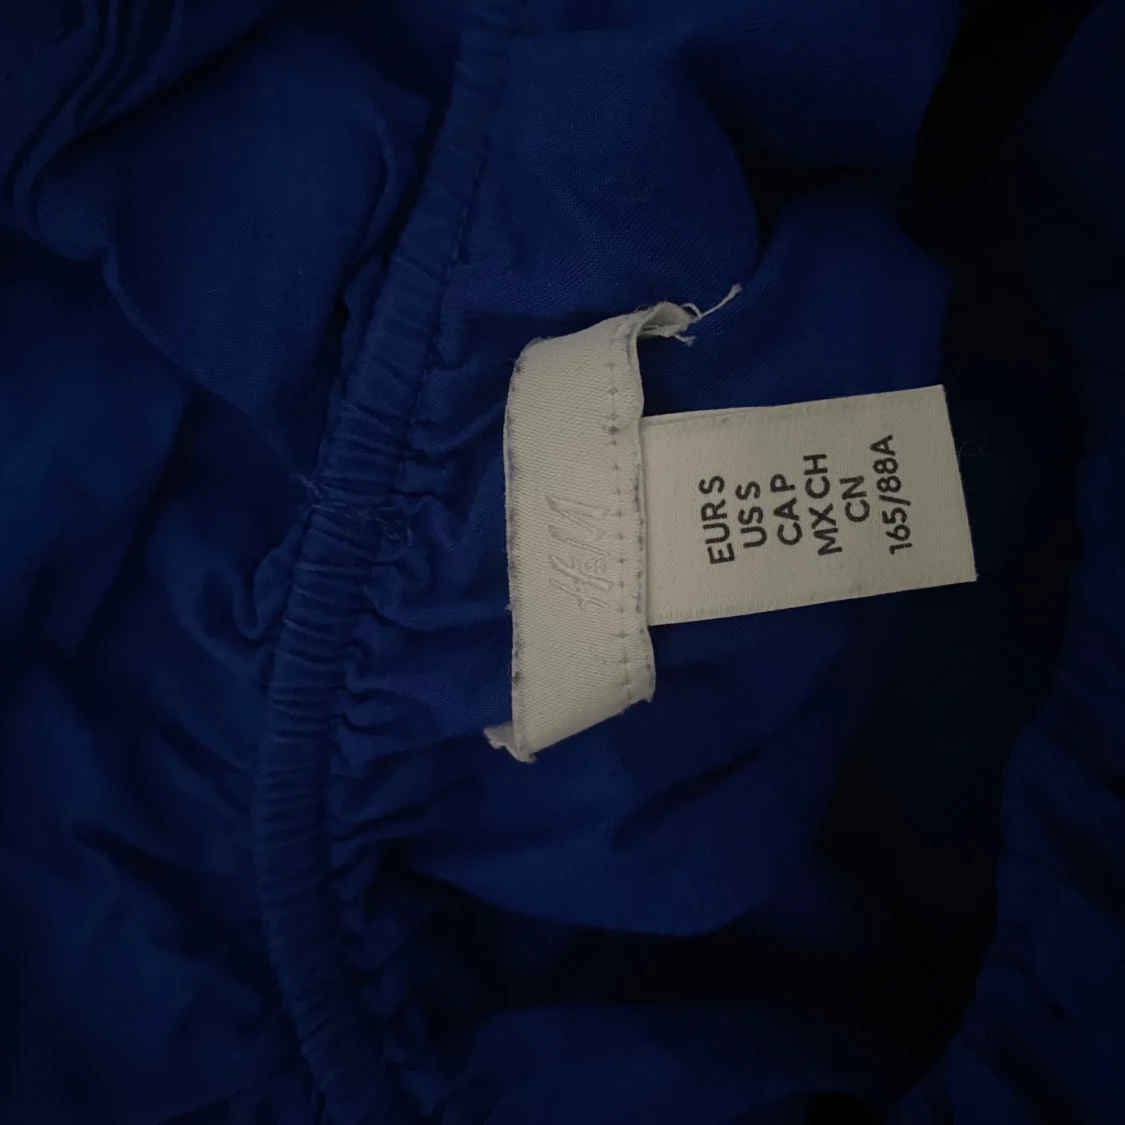 H&M
EUR S
US S
CA P
MX CH
CN
165/88A